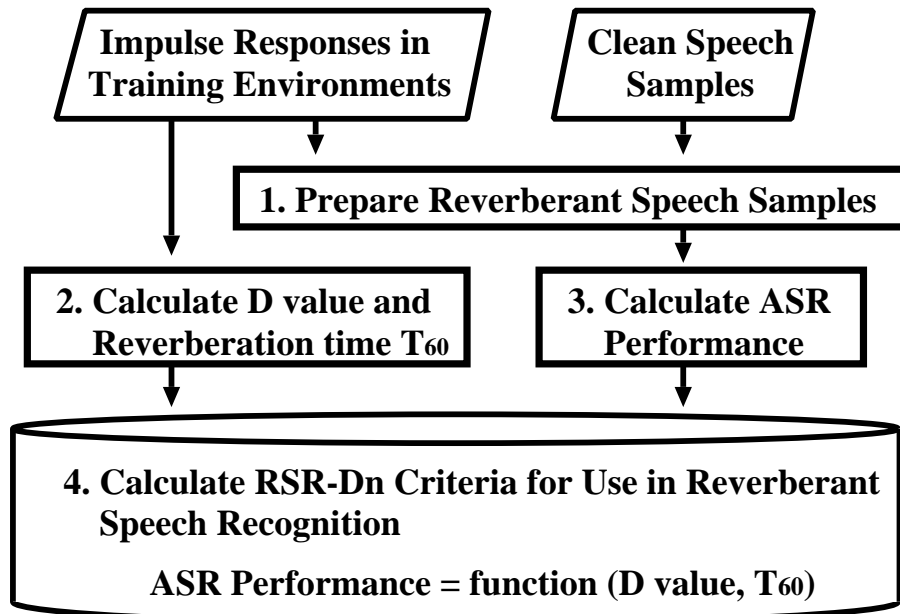 Impulse Responses in
Training Environments
Clean Speech
Samples
1. Prepare Reverberant Speech Samples
2. Calculate D value and
Reverberation time T60
3. Calculate ASR
Performance
4. Calculate RSR-Dn Criteria for Use in Reverberant
Speech Recognition
ASR Performance = function (D value, T60)